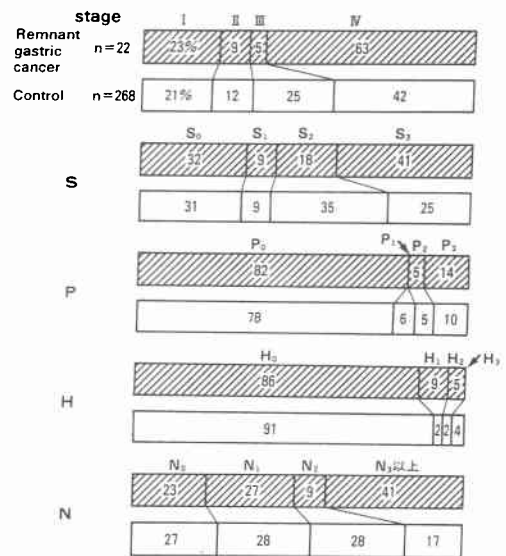 stage
I II III IV
Remnant
gastric
cancer n=22 23% 9 5 63
Control n=268 21% 12 25 42
S₀ S₁ S₂ S₃
32 9 18 41
S
31 9 35 25
P₀ P₁ P₂ P₃
82 5 14
P
78 6 5 10
H₀ H₁ H₂ H₃
86 9 5
H
91 2 2 4
N₀ N₁ N₂ N₃以上
23 27 9 41
N
27 28 28 17